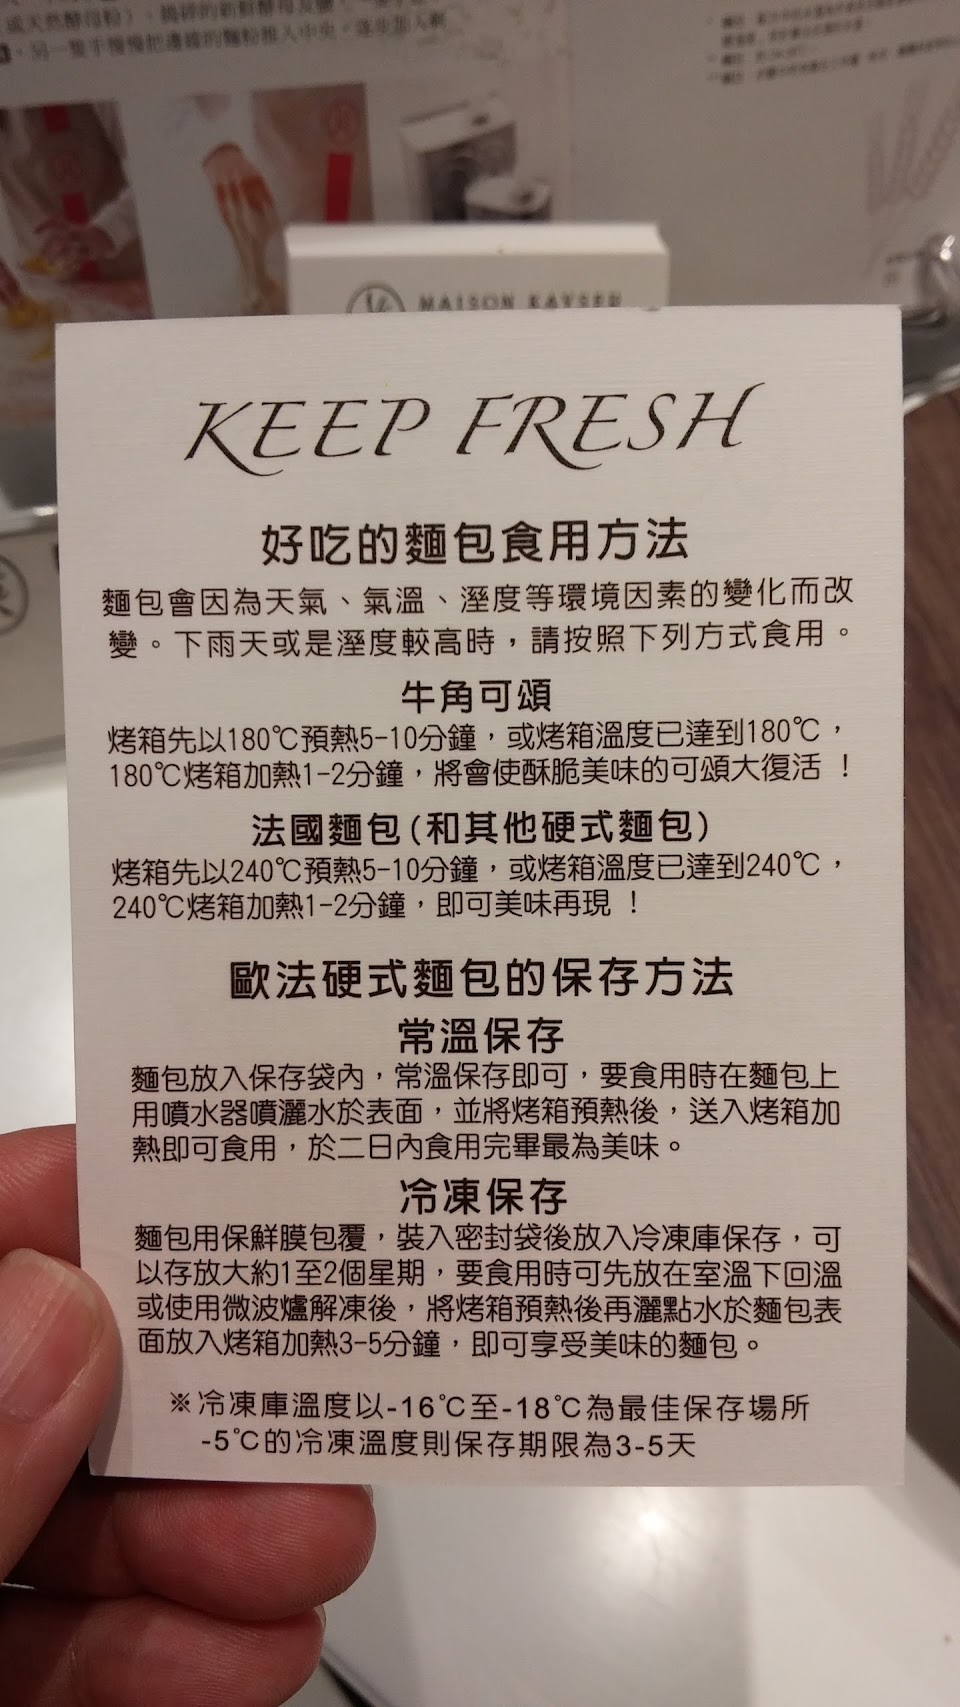 MAISON KAYSER
KEEP FRESH
好吃的麵包食用方法
麵包會因為天氣、氣溫、溼度等環境因素的變化而改
變。下雨天或是溼度較高時，請按照下列方式食用。
牛角可頌
烤箱先以180℃預熱5-10分鐘，或烤箱溫度已達到180℃，
180℃烤箱加熱1-2分鐘，將會使酥脆美味的可頌大復活 ！
法國麵包(和其他硬式麵包)
烤箱先以240℃預熱5-10分鐘，或烤箱溫度已達到240℃，
240℃烤箱加熱1-2分鐘，即可美味再現 ！
歐法硬式麵包的保存方法
常溫保存
麵包放入保存袋內，常溫保存即可，要食用時在麵包上
用噴水器噴灑水於表面，並將烤箱預熱後，送入烤箱加
熱即可食用，於二日內食用完畢最為美味。
冷凍保存
麵包用保鮮膜包覆，裝入密封袋後放入冷凍庫保存，可
以存放大約1至2個星期，要食用時可先放在室溫下回溫
或使用微波爐解凍後，將烤箱預熱後再灑點水於麵包表
面放入烤箱加熱3-5分鐘，即可享受美味的麵包。
※冷凍庫溫度以-16℃至-18℃為最佳保存場所
-5℃的冷凍溫度則保存期限為3-5天